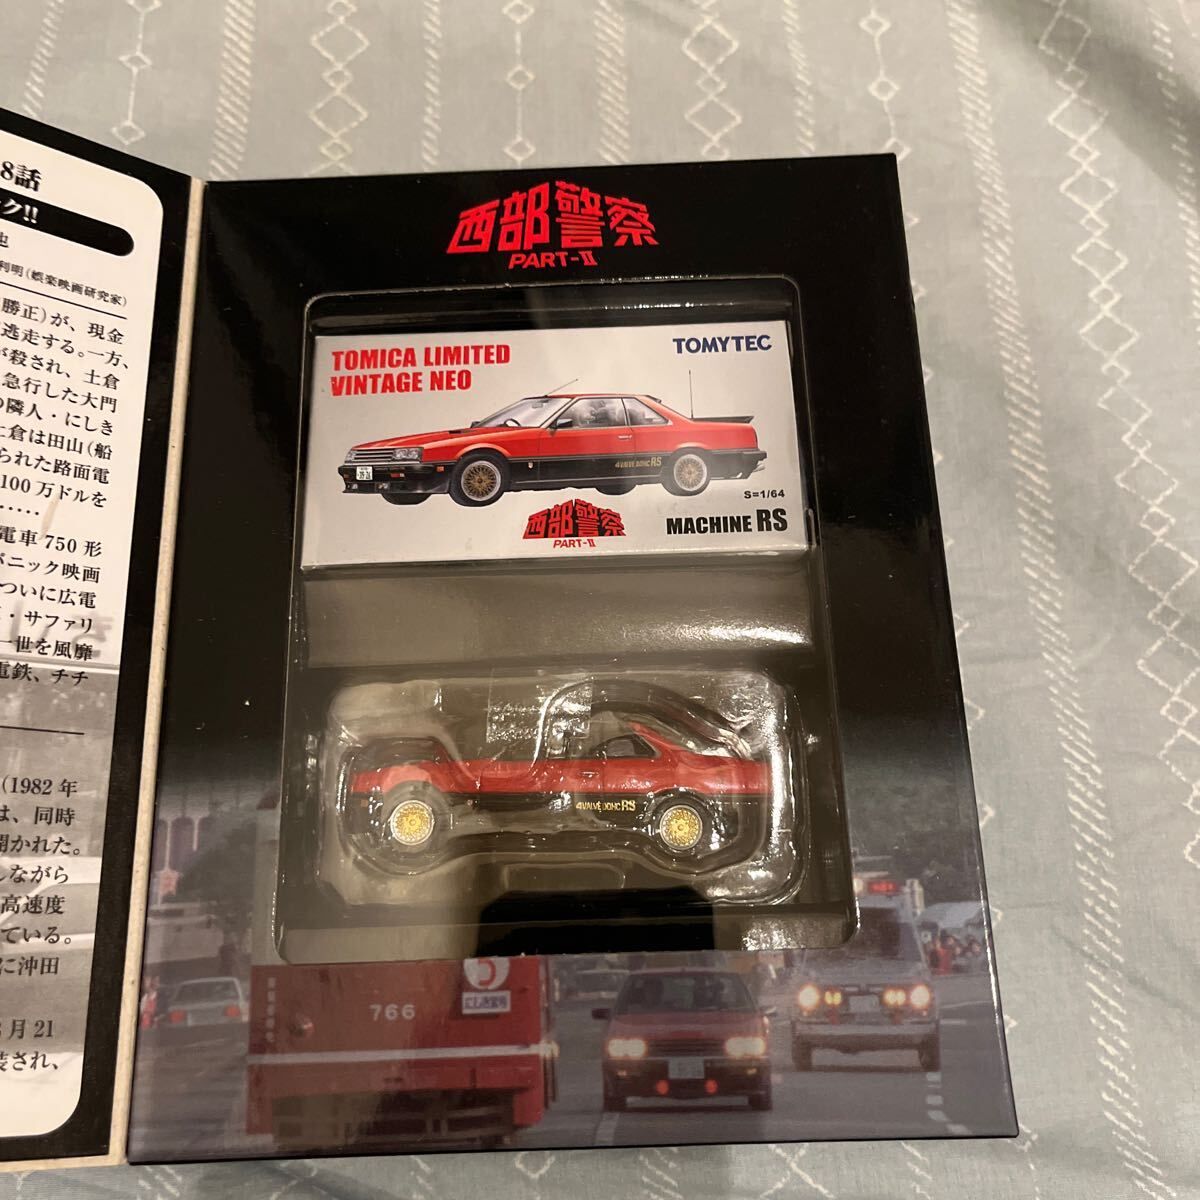 8話
ク!!
也
利明(娯楽映画研究家)
勝正)が、現金
逃走する。一方、
が殺され、土倉
急行した大門
の隣人・にしき
土倉は田山(船
られた路面電
100万ドルを
……
電車750形
パニック映画
ついに広電
・サファリ
一世を風靡
電鉄、チチ
(1982年
は、同時
開かれた。
しながら
高速度
ている。
に沖田
月21
装され、
西部警察
PART-II
TOMICA LIMITED
VINTAGE NEO
TOMYTEC
4VALVE DOHC RS
S=1/64
西部警察
PART-II
MACHINE RS
4VALVE DOHC RS
766
5